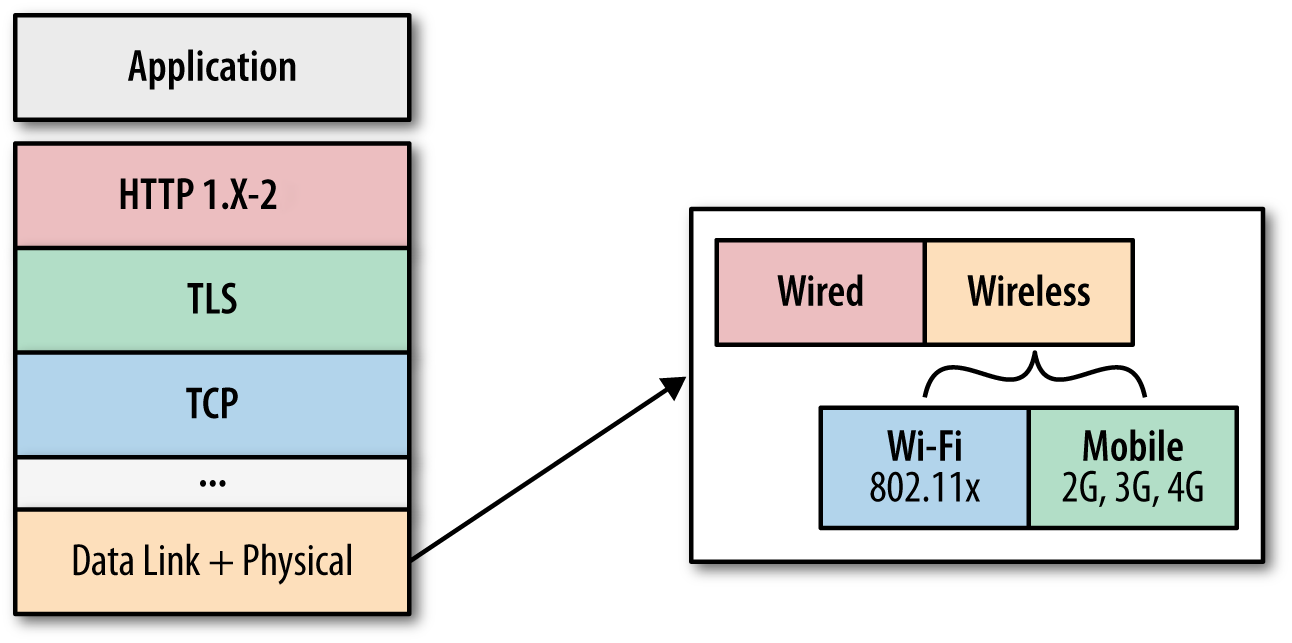 Application
HTTP 1.X-2
TLS
TCP
...
Data Link + Physical
Wired
Wireless
Wi-Fi
802.11x
Mobile
2G, 3G, 4G